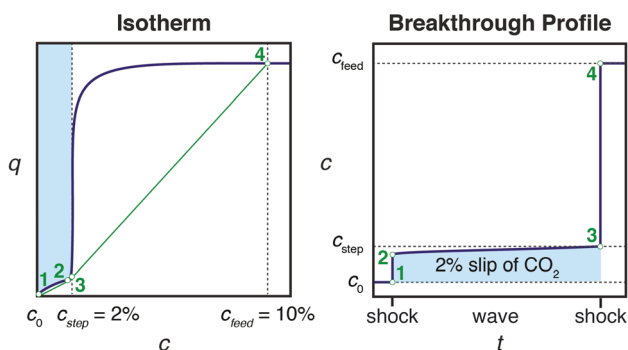 Isotherm
q
1
2
3
4
c0 cstep = 2% cfeed = 10%
c
Breakthrough Profile
cfeed
4
c
cstep
3
2
2% slip of CO2
1
c0
shock wave shock
t